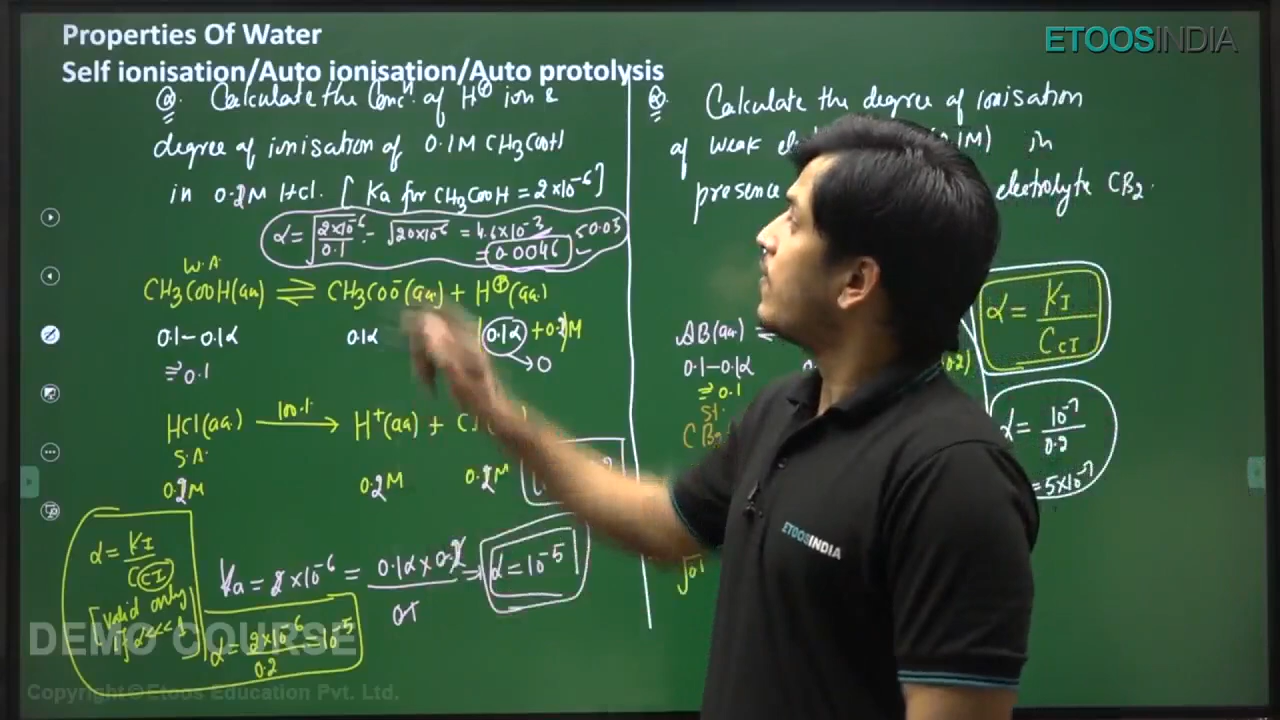 Properties Of Water
Self ionisation/Auto ionisation/Auto protolysis
ETOOSINDIA
Q. Calculate the Concⁿ. of H⊕ ion &
degree of ionisation of 0.1M CH₃COOH
in 0.2M HCl. [ Ka for CH₃COOH = 2×10⁻⁶]
α = √(2×10⁻⁶/0.1) = √(20×10⁻⁶) = 4.6×10⁻³ <0.03
= 0.0046
W.A.
CH₃COOH(aq) ⇌ CH₃COO⁻(aq.) + H⊕(aq.)
0.1-0.1α 0.1α 0.1α +0.2M
≈ 0.1 → 0
HCl(aq.) 100% → H⁺(aq) +
S.A.
0.2M 0.2M 0.2M
α = KI / CCI
[valid only
if α<<<1]
Ka = 2×10⁻⁶ = 0.1α × 0.2 / 0.1 ⇒ α = 10⁻⁵
α = 2×10⁻⁶ / 0.2 = 10⁻⁵
Q. Calculate the degree of ionisation
of weak in
presence electrolyte CB₂.
AB(aq.) ⇌
0.1-0.1α
≈ 0.1
St.
CB₂
α = KI / CCI
α = 10⁻⁷ / 0.2
= 5×10⁻⁷
ETOOSINDIA
DEMO COURSE
Copyright © Etoos Education Pvt. Ltd.